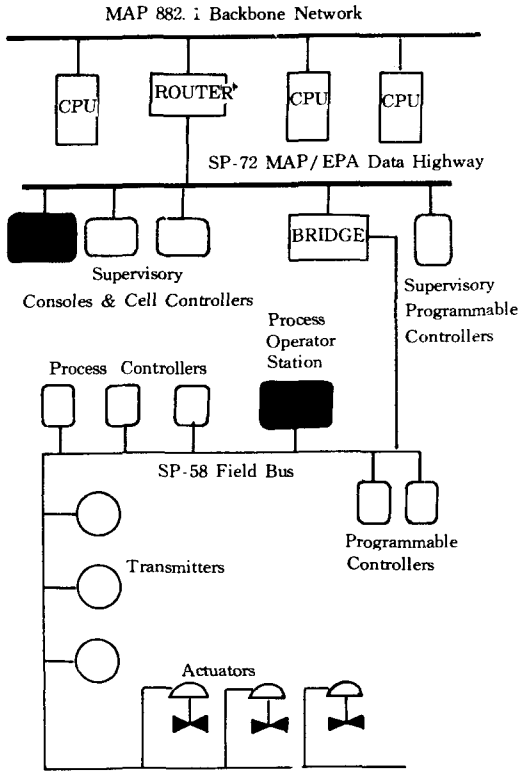 MAP 882. 1 Backbone Network
CPU
ROUTER
CPU
CPU
SP-72 MAP/EPA Data Highway
BRIDGE
Supervisory
Consoles & Cell Controllers
Supervisory
Programmable
Controllers
Process
Operator
Station
Process Controllers
SP-58 Field Bus
Programmable
Controllers
Transmitters
Actuators